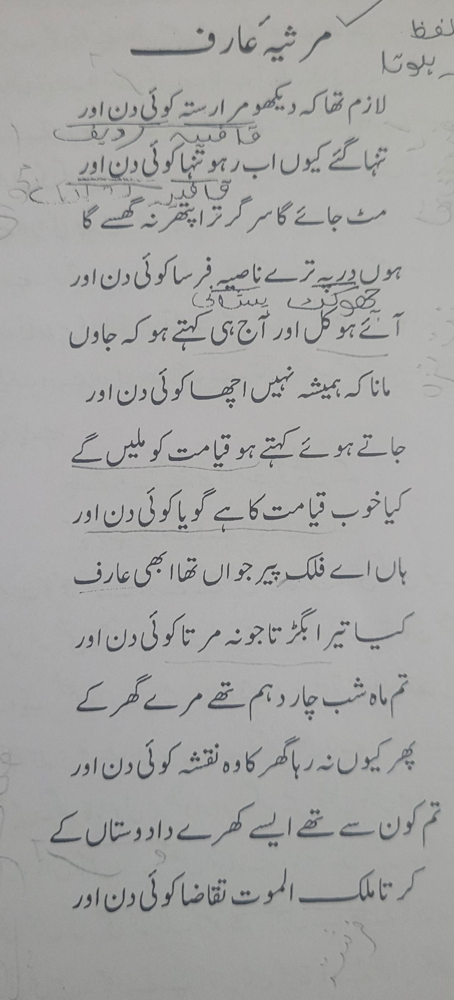 لفظ
ہوتا
مرثیہَ عارف
لازم تھا کہ دیکھو مرا رستہ کوئی دن اور
قافیہ ردیف
تنہا گئے کیوں اب رہو تنہا کوئی دن اور
قافیہ
مٹ جائے گا سر گر ترا پتھر نہ گھسے گا
ہوں در پہ ترے ناصیہ فرسا کوئی دن اور
آئے ہو کل اور آج ہی کہتے ہو کہ جاوں
مانا کہ ہمیشہ نہیں اچھا کوئی دن اور
جاتے ہوئے کہتے ہو قیامت کو ملیں گے
کیا خوب قیامت کا ہے گویا کوئی دن اور
ہاں اے فلک پیر جواں تھا ابھی عارف
کیا تیرا بگڑتا جو نہ مرتا کوئی دن اور
تم ماہ شب چار دہم تھے مرے گھر کے
پھر کیوں نہ رہا گھر کا وہ نقشہ کوئی دن اور
تم کون سے تھے ایسے کھرے داد وستاں کے
کرتا ملک الموت تقاضا کوئی دن اور